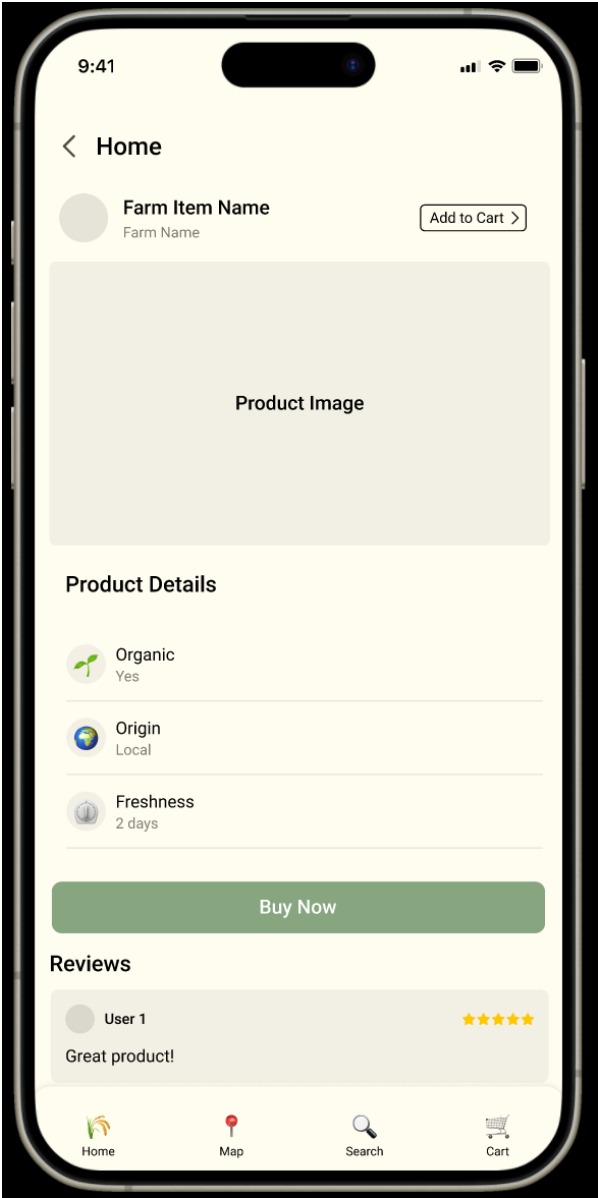 9:41
Home
Farm Item Name
Farm Name
Add to Cart
Product Image
Product Details
Organic
Yes
Origin
Local
Freshness
2 days
Buy Now
Reviews
User 1
Great product!
Home
Map
Search
Cart